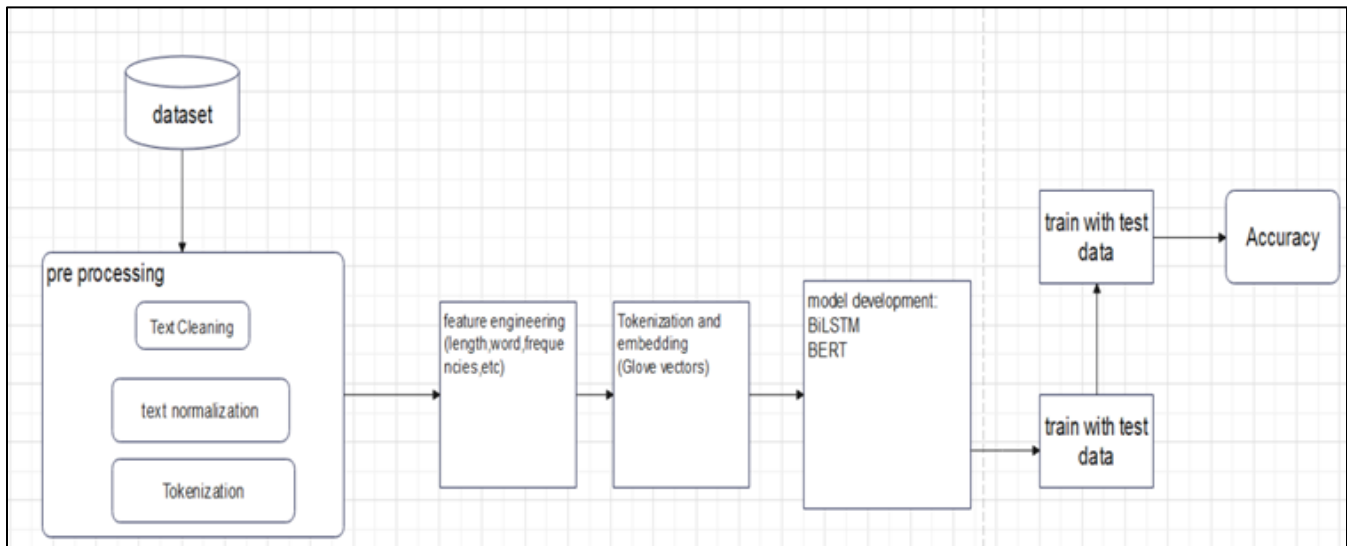 dataset
pre processing
Text Cleaning
text normalization
Tokenization
feature engineering
(length,word,freque
ncies,etc)
Tokenization and
embedding
(Glove vectors)
model development:
BiLSTM
BERT
train with test
data
train with test
data
Accuracy